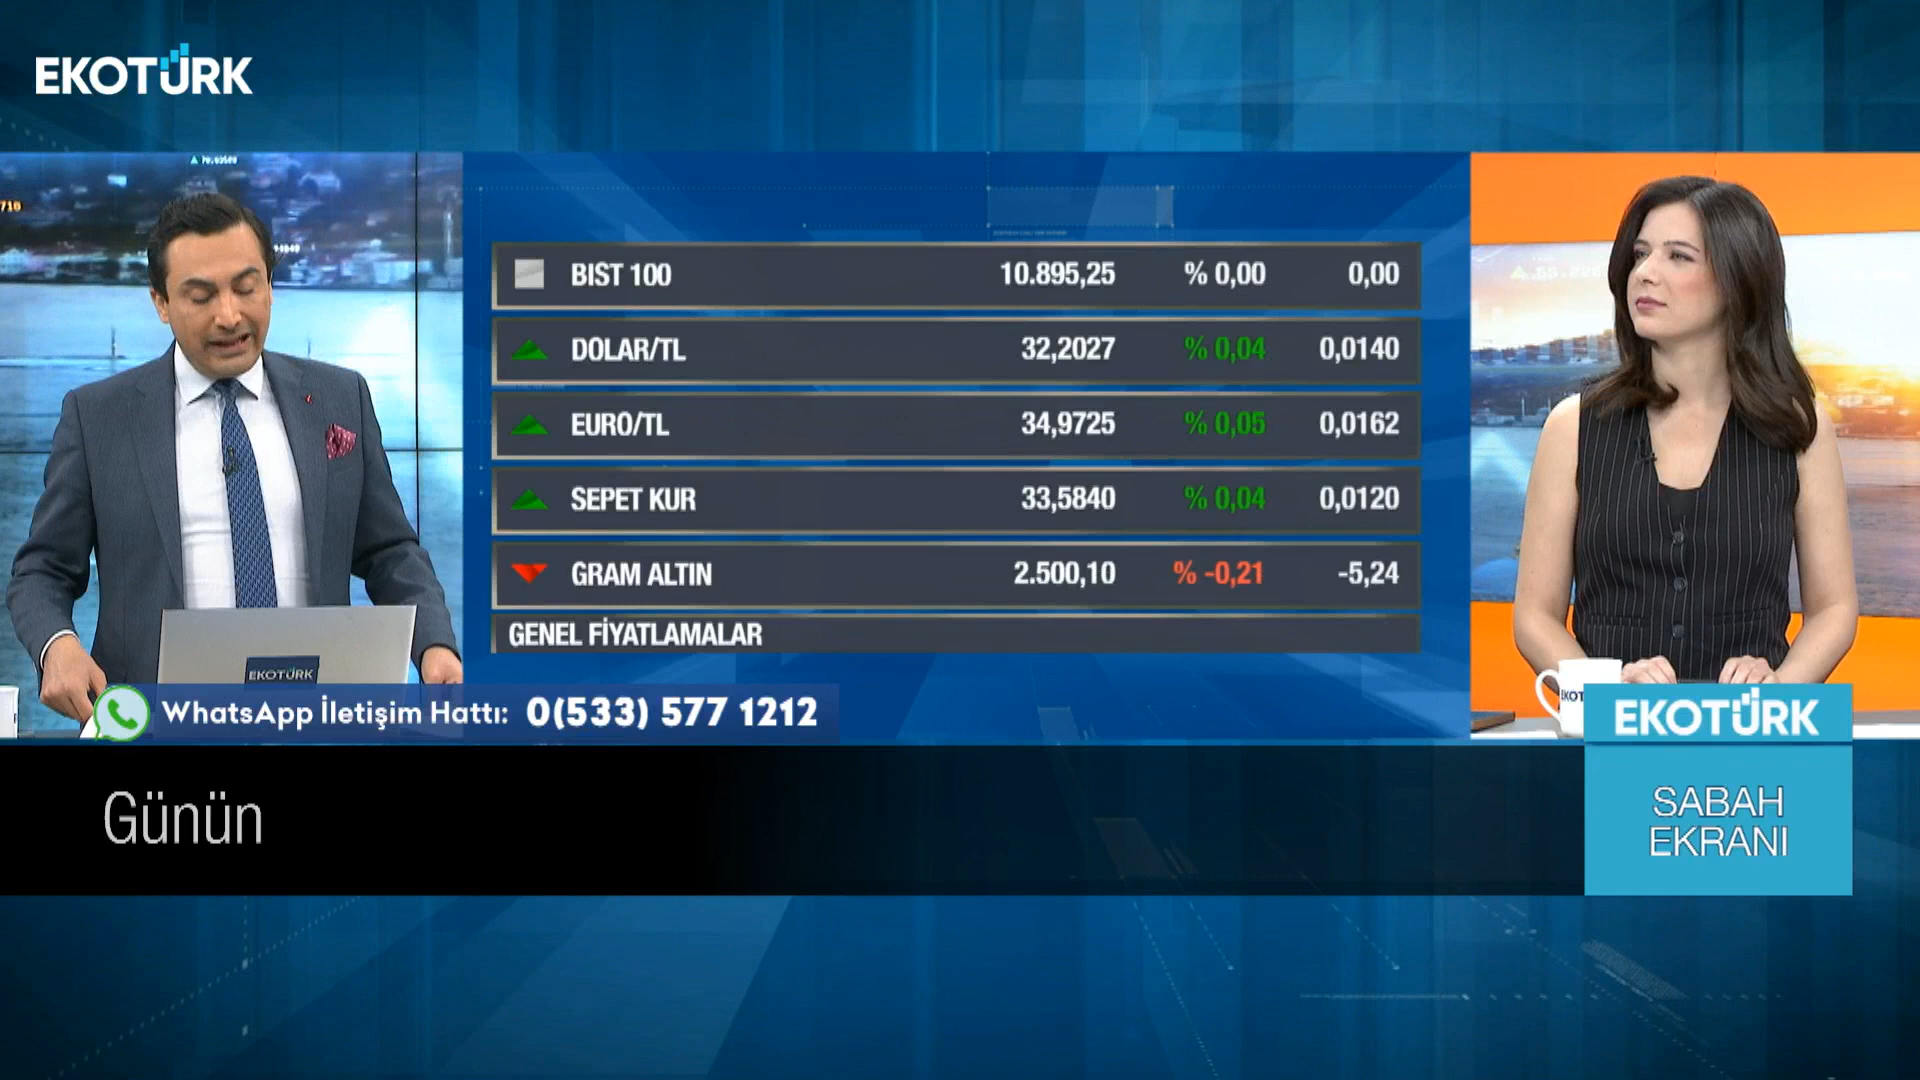 EKOTÜRK
718
BIST 100 10.895,25 % 0,00 0,00
DOLAR/TL 32,2027 % 0,04 0,0140
EURO/TL 34,9725 % 0,05 0,0162
SEPET KUR 33,5840 % 0,04 0,0120
GRAM ALTIN 2.500,10 % -0,21 -5,24
GENEL FİYATLAMALAR
EKOTÜRK
WhatsApp İletişim Hattı: 0(533) 577 1212
EKOT
EKOTÜRK
Günün
SABAH
EKRANI